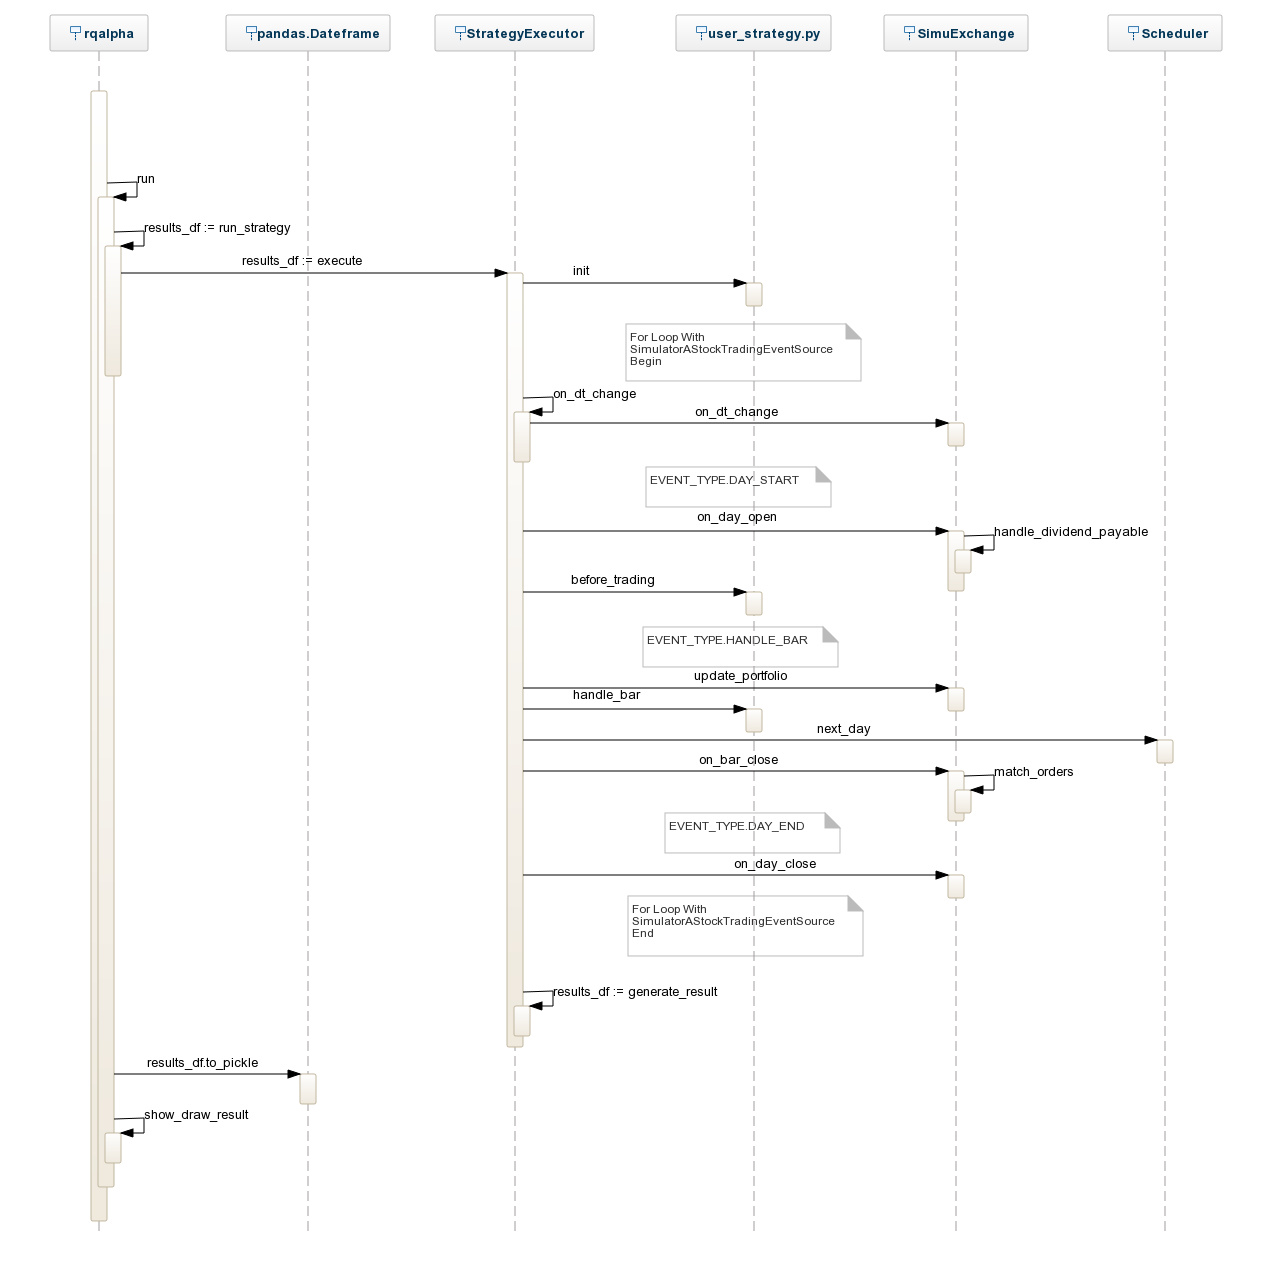 rqalpha
pandas.Dateframe
StrategyExecutor
user_strategy.py
SimuExchange
Scheduler
run
results_df := run_strategy
results_df := execute
init
For Loop With
SimulatorAStockTradingEventSource
Begin
on_dt_change
on_dt_change
EVENT_TYPE.DAY_START
on_day_open
handle_dividend_payable
before_trading
EVENT_TYPE.HANDLE_BAR
update_portfolio
handle_bar
next_day
on_bar_close
match_orders
EVENT_TYPE.DAY_END
on_day_close
For Loop With
SimulatorAStockTradingEventSource
End
results_df := generate_result
results_df.to_pickle
show_draw_result